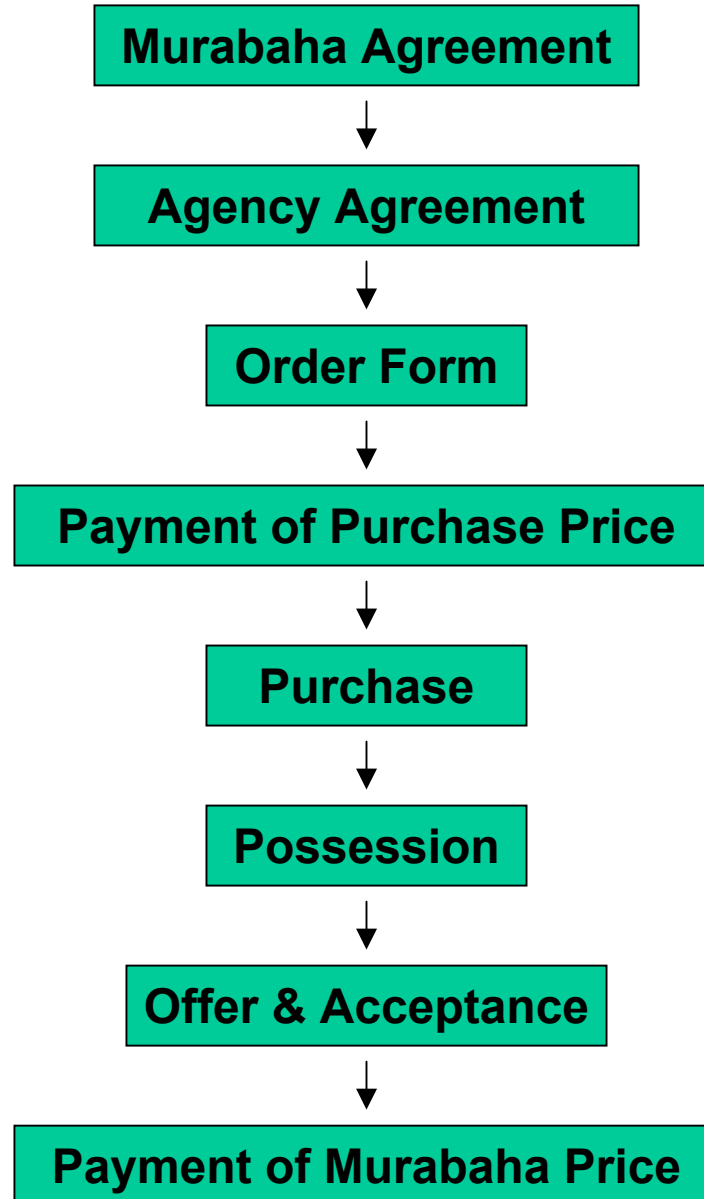 Murabaha Agreement
Agency Agreement
Order Form
Payment of Purchase Price
Purchase
Possession
Offer & Acceptance
Payment of Murabaha Price